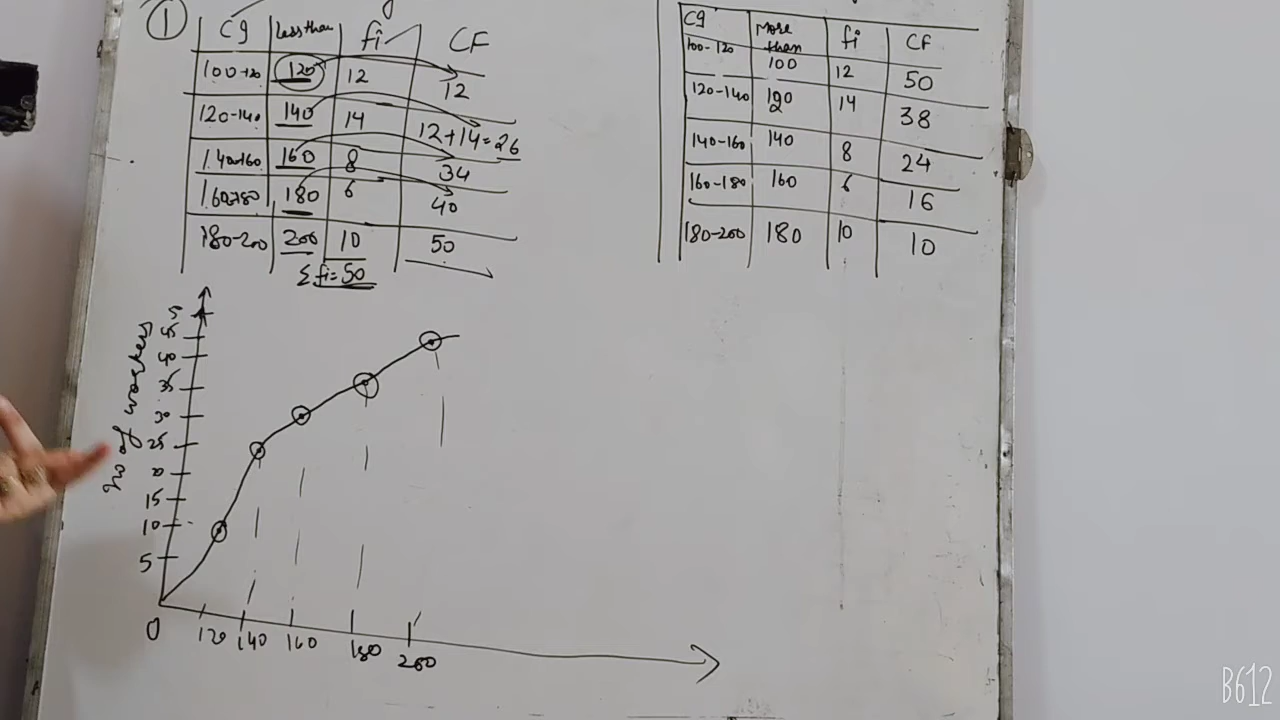 1
CI less than fi CF
100-120 120 12 12
120-140 140 14 12+14=26
140-160 160 8 34
160-180 180 6 40
180-200 200 10 50
Σfi=50
CI More than fi CF
100-120 100 12 50
120-140 120 14 38
140-160 140 8 24
160-180 160 6 16
180-200 180 10 10
No of workers
45
40
35
30
25
20
15
10
5
0 120 140 160 180 200
B612